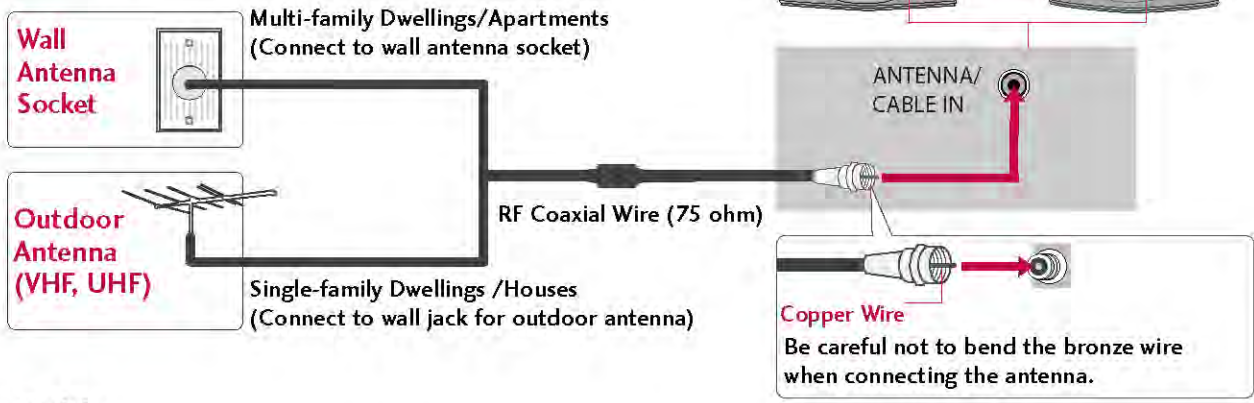 Multi-family Dwellings/Apartments
(Connect to wall antenna socket)
Wall
Antenna
Socket
ANTENNA/
CABLE IN
RF Coaxial Wire (75 ohm)
Outdoor
Antenna
(VHF, UHF)
Single-family Dwellings /Houses
(Connect to wall jack for outdoor antenna)
Copper Wire
Be careful not to bend the bronze wire
when connecting the antenna.